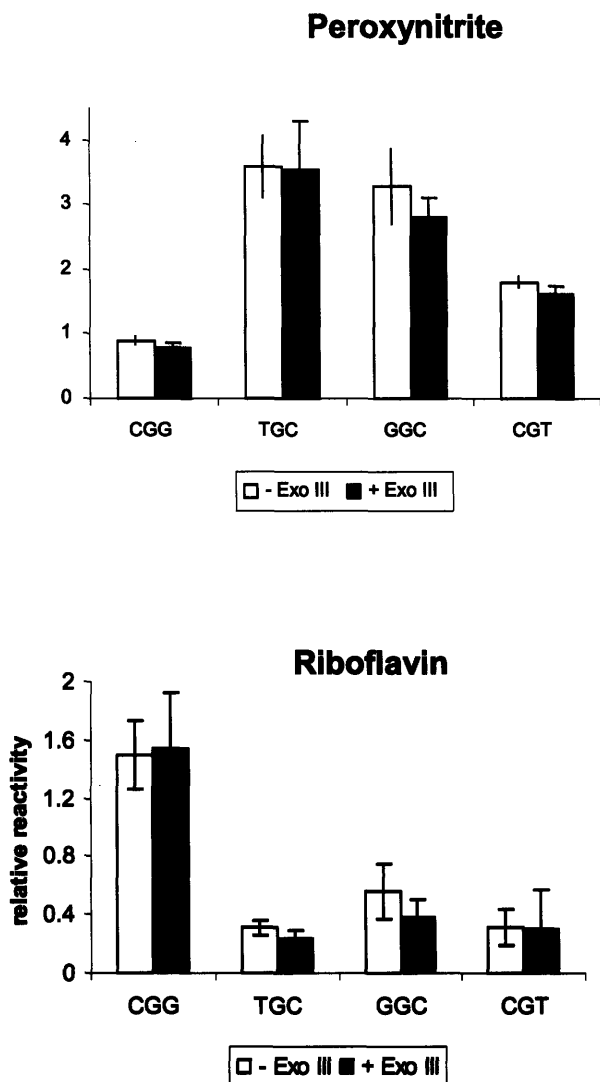 Peroxynitrite
4
3
2
1
0
CGG TGC GGC CGT
- Exo III + Exo III
Riboflavin
relative reactivity
2
1.6
1.2
0.8
0.4
0
CGG TGC GGC CGT
- Exo III + Exo III